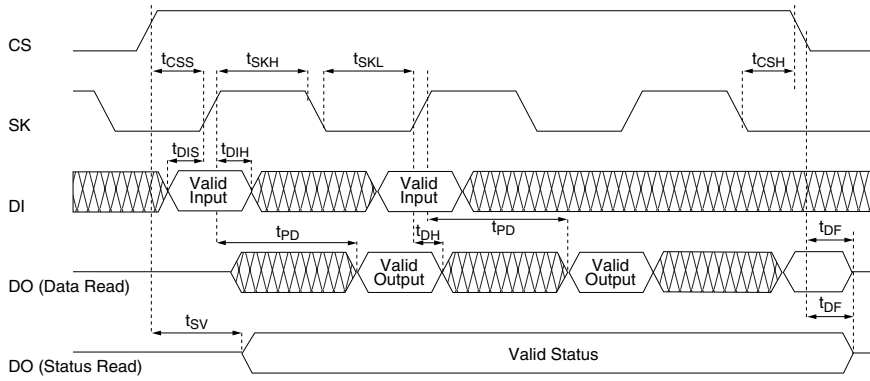 CS
tCSS
tSKH
tSKL
tCSH
SK
tDIS
tDIH
DI
Valid
Input
Valid
Input
tPD
tDH
tPD
tDF
DO (Data Read)
Valid
Output
Valid
Output
tDF
tSV
DO (Status Read)
Valid Status